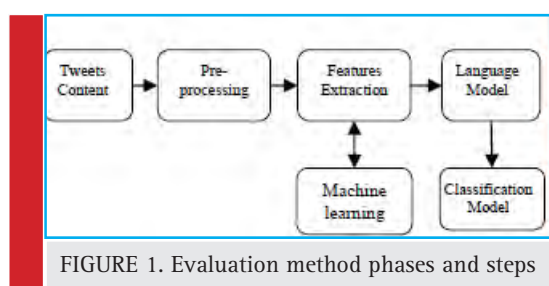 Tweets
Content
Pre-
processing
Features
Extraction
Language
Model
Machine
learning
Classification
Model
FIGURE 1. Evaluation method phases and steps